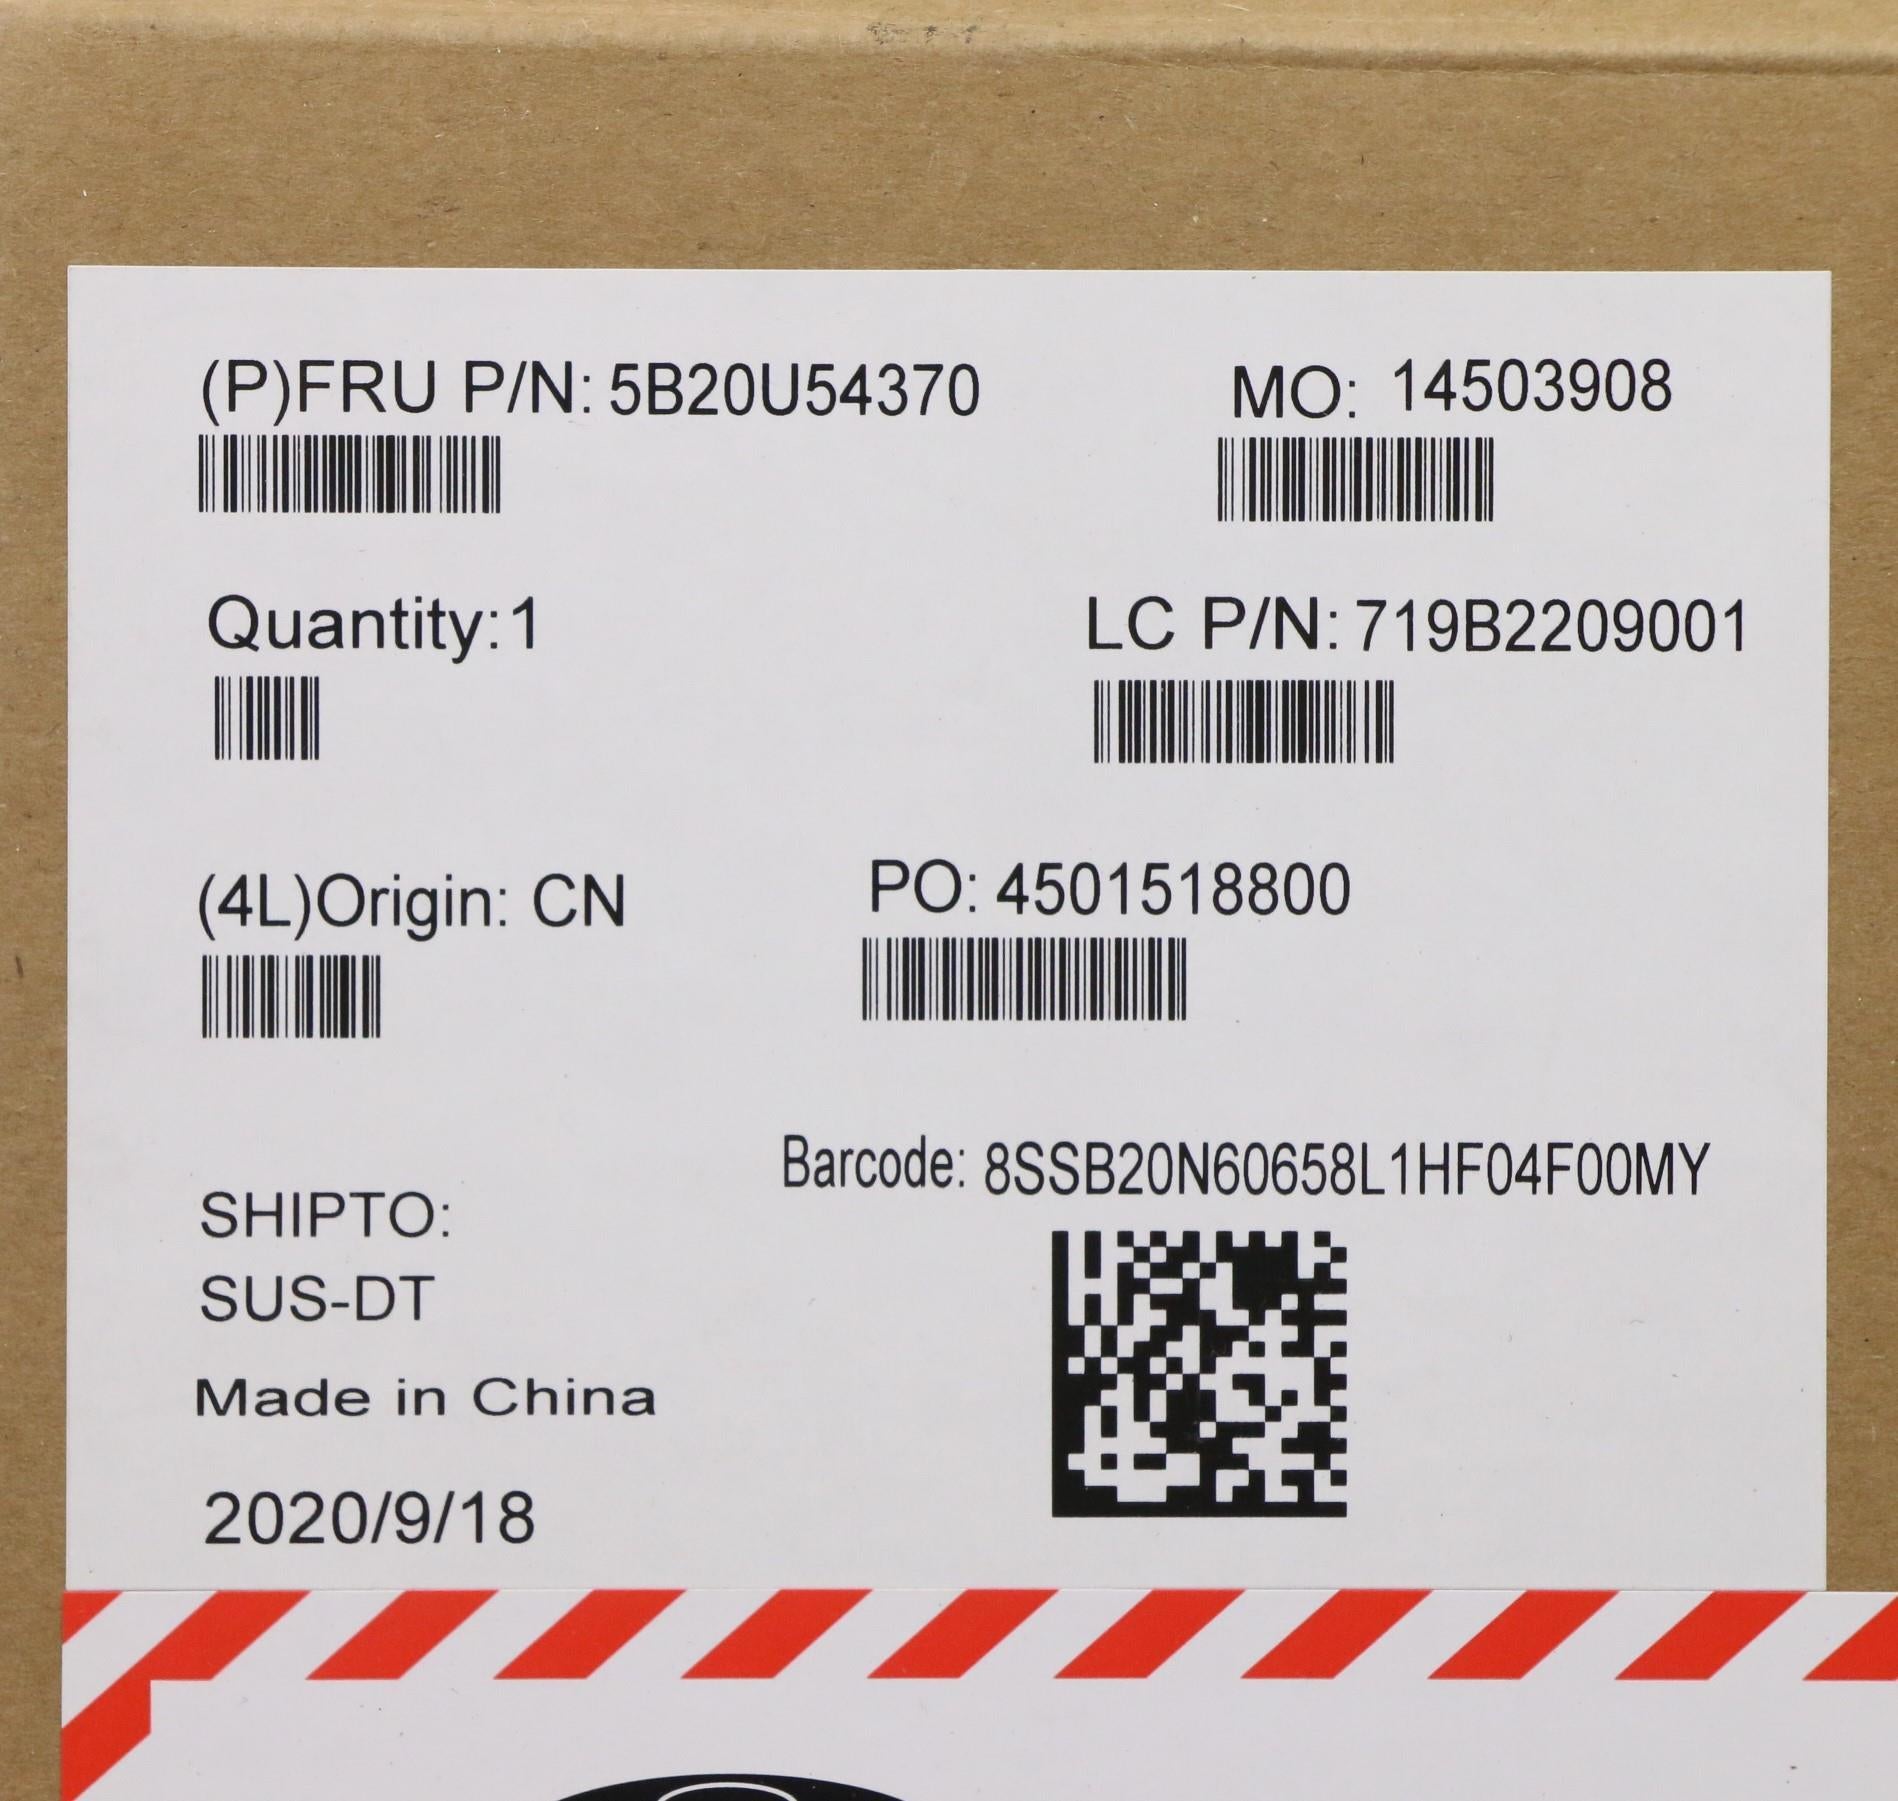 (P)FRU P/N: 5B20U54370
MO: 14503908
Quantity:1
LC P/N: 719B2209001
(4L)Origin: CN
PO: 4501518800
Barcode: 8SSB20N60658L1HF04F00MY
SHIPTO:
SUS-DT
Made in China
2020/9/18